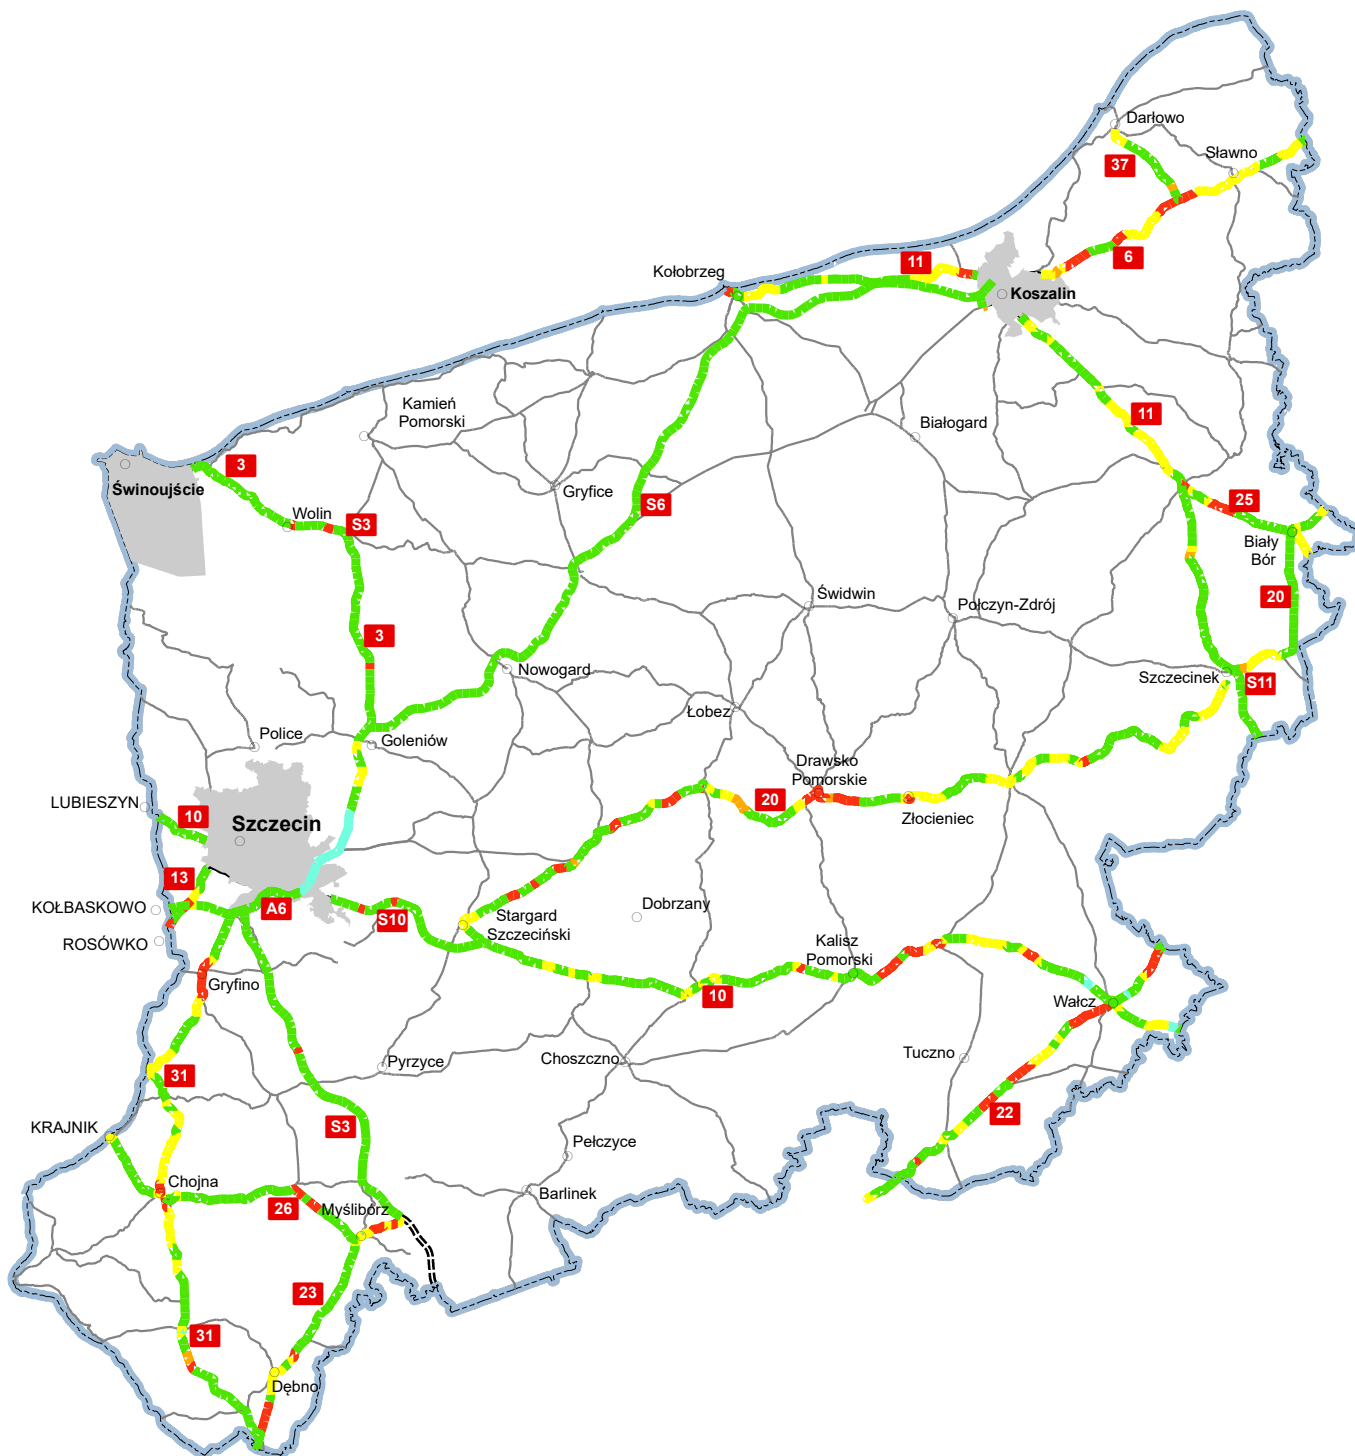 Darłowo
37
Sławno
6
11
Kołobrzeg
Koszalin
Kamień
Pomorski
11
Białogard
3
Świnoujście
Gryfice
S6
25
Wolin
S3
Biały
Bór
20
Świdwin
Połczyn-Zdrój
3
Nowogard
Szczecinek
S11
Łobez
Police
Goleniów
Drawsko
Pomorskie
LUBIESZYN
10
20
Złocieniec
Szczecin
13
KOŁBASKOWO
A6
S10
Stargard
Szczeciński
Dobrzany
ROSÓWKO
Kalisz
Pomorski
Gryfino
10
Wałcz
31
Pyrzyce
Choszczno
Tuczno
22
KRAJNIK
S3
Pełczyce
Chojna
Barlinek
26
Myślibórz
23
31
Dębno